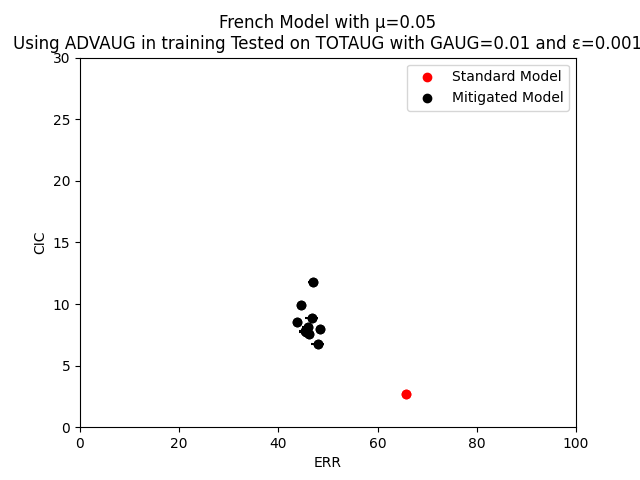 French Model with μ=0.05
Using ADVAUG in training Tested on TOTAUG with GAUG=0.01 and ε=0.001
Standard Model
Mitigated Model
30
25
20
15
10
5
0
CIC
0 20 40 60 80 100
ERR